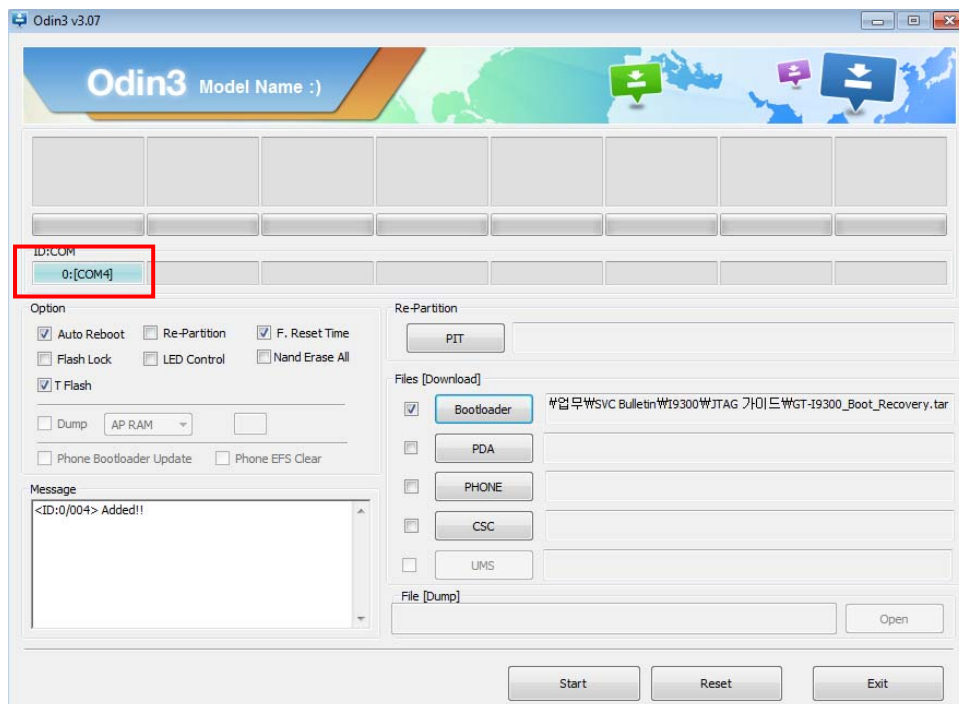 Odin3 v3.07
Odin3 Model Name :)
ID:COM
0:[COM4]
Option
Auto Reboot Re-Partition F. Reset Time
Flash Lock LED Control Nand Erase All
T Flash
Dump AP RAM
Phone Bootloader Update Phone EFS Clear
Message
<ID:0/004> Added!!
Re-Partition
PIT
Files [Download]
Bootloader ₩업무₩SVC Bulletin₩I9300₩JTAG 가이드₩GT-I9300_Boot_Recovery.tar
PDA
PHONE
CSC
UMS
File [Dump]
Open
Start Reset Exit